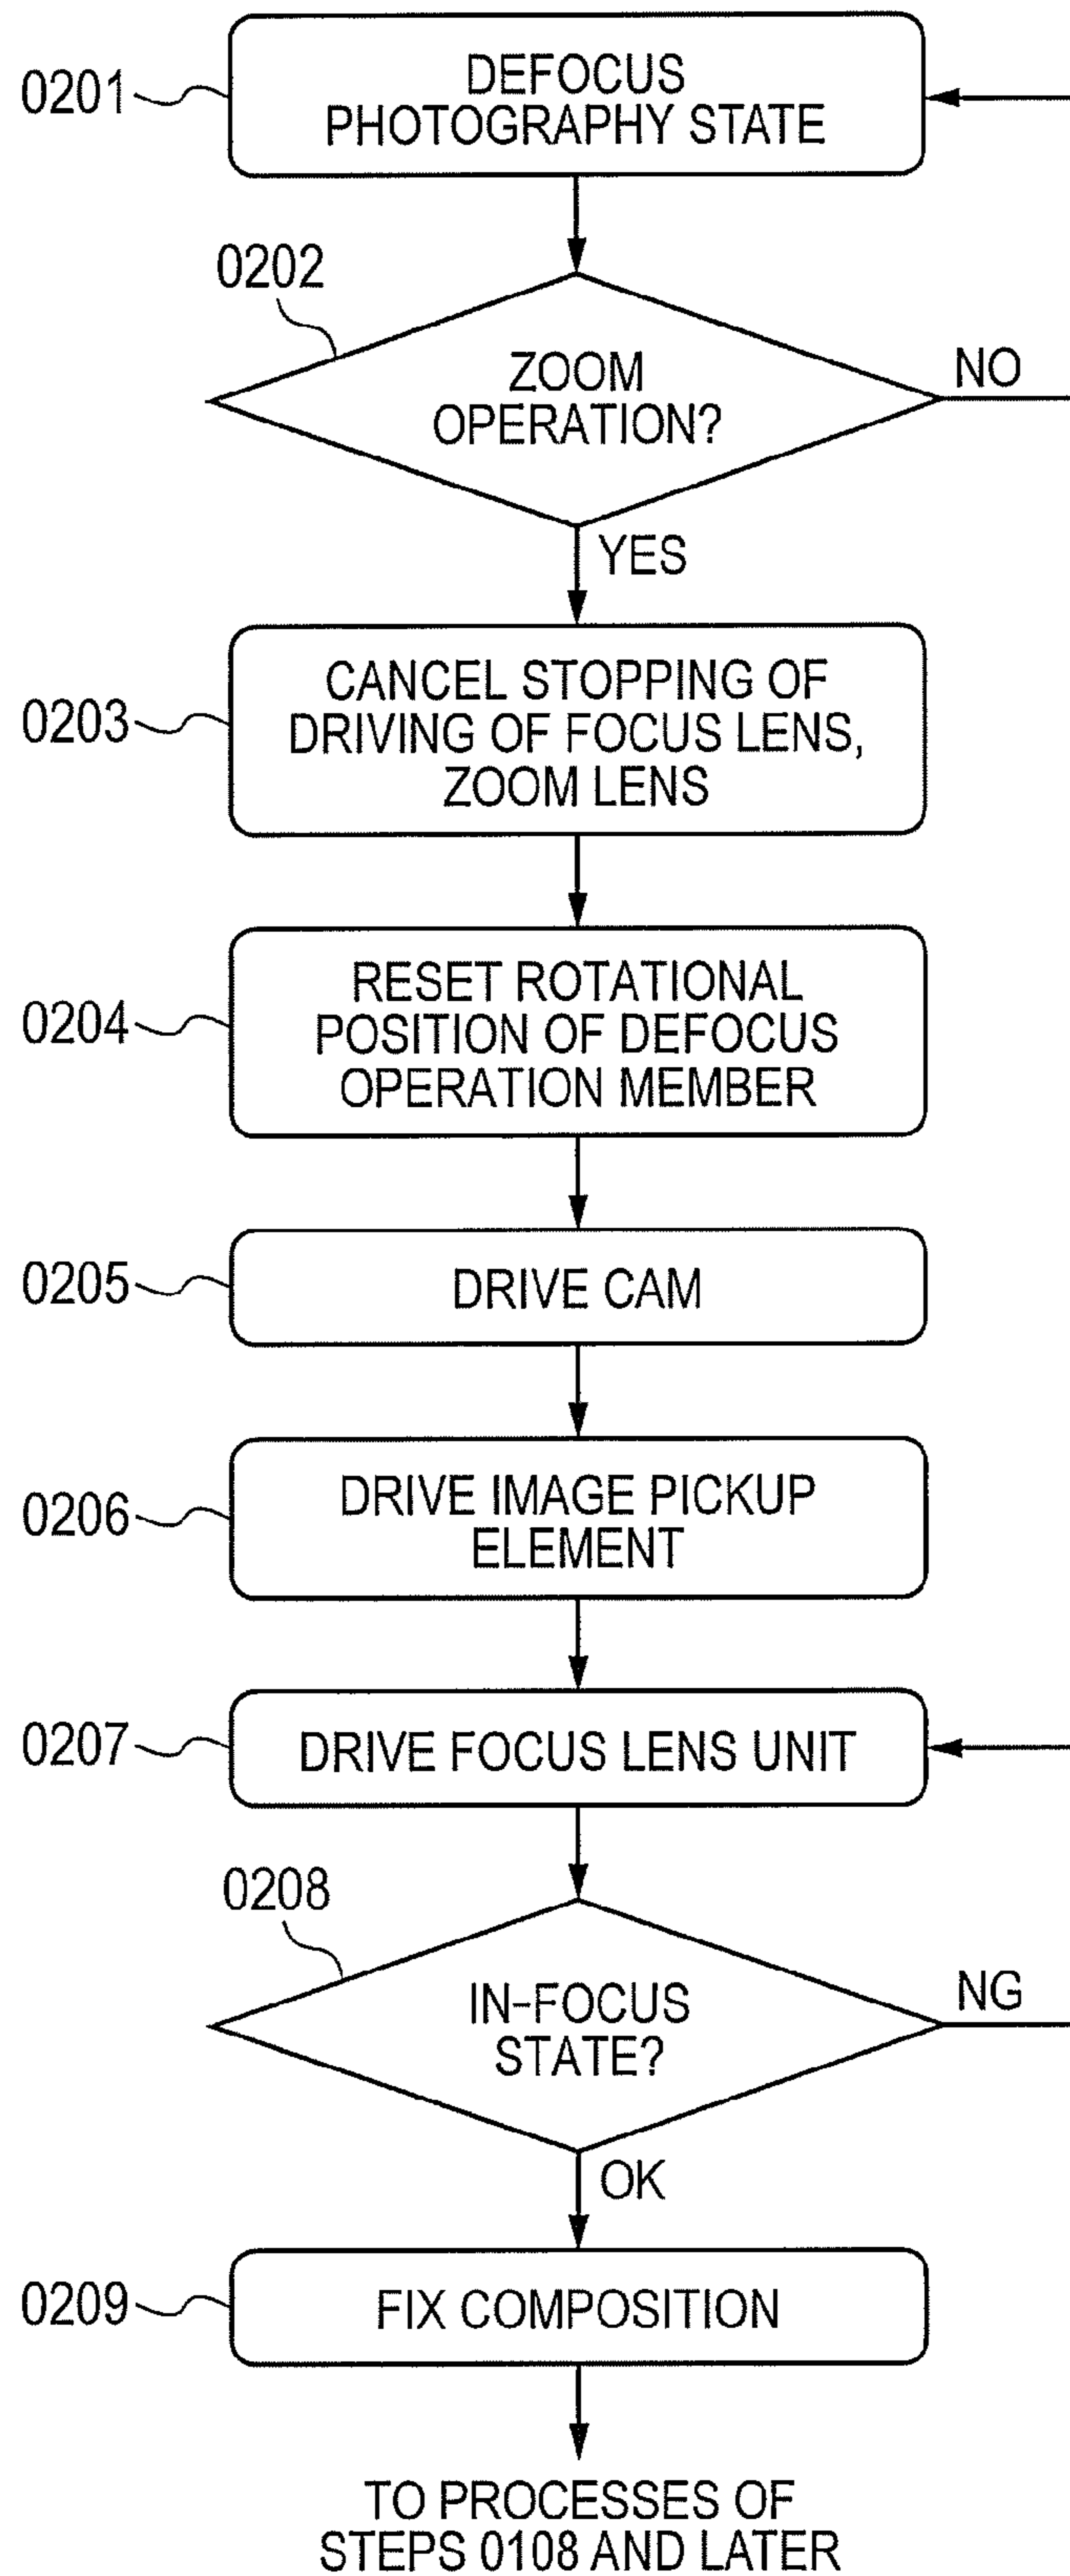 0201
DEFOCUS
PHOTOGRAPHY STATE
0202
ZOOM
OPERATION?
NO
YES
0203
CANCEL STOPPING OF
DRIVING OF FOCUS LENS,
ZOOM LENS
0204
RESET ROTATIONAL
POSITION OF DEFOCUS
OPERATION MEMBER
0205
DRIVE CAM
0206
DRIVE IMAGE PICKUP
ELEMENT
0207
DRIVE FOCUS LENS UNIT
0208
IN-FOCUS
STATE?
NG
OK
0209
FIX COMPOSITION
TO PROCESSES OF
STEPS 0108 AND LATER